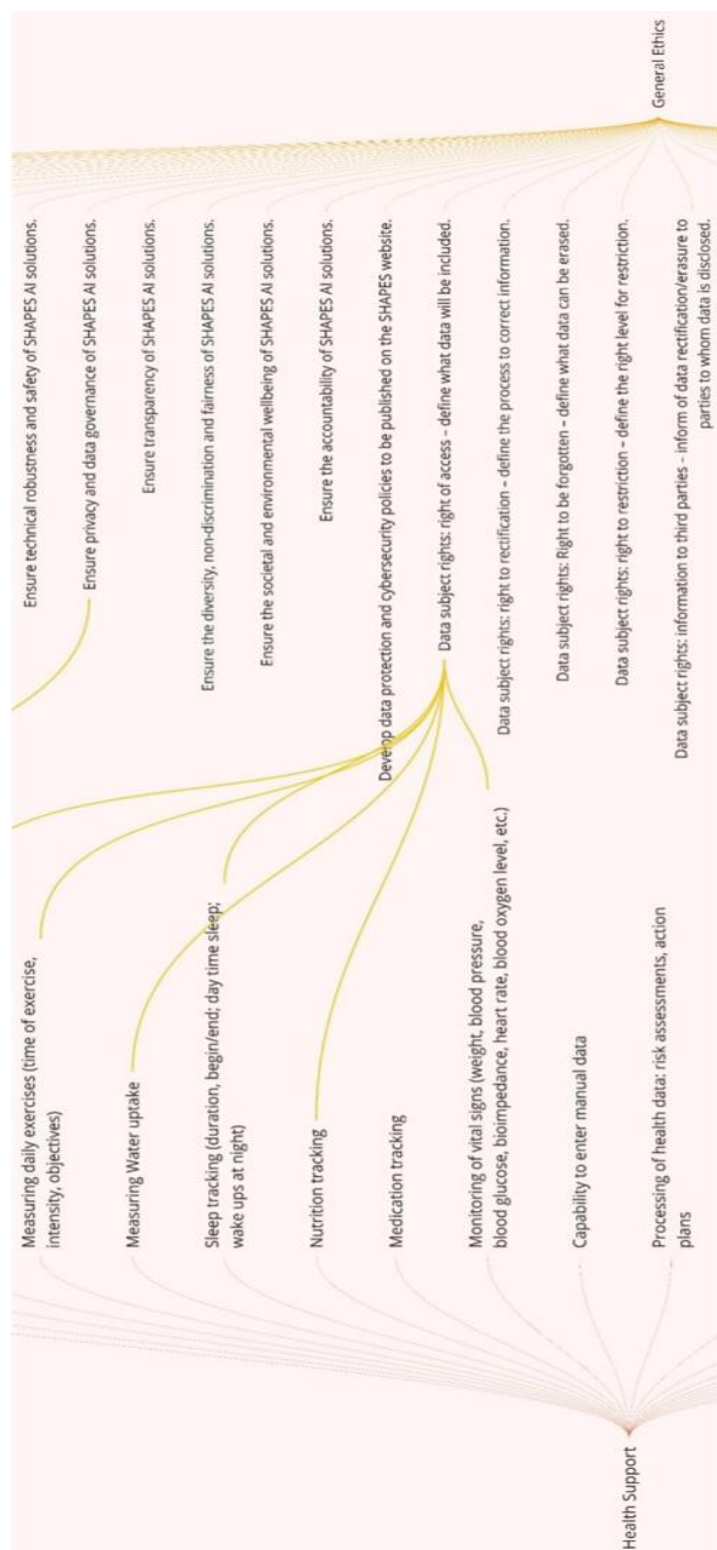 General Ethics
Ensure technical robustness and safety of SHAPES AI solutions.
Ensure privacy and data governance of SHAPES AI solutions.
Ensure transparency of SHAPES AI solutions.
Ensure the diversity, non-discrimination and fairness of SHAPES AI solutions.
Ensure the societal and environmental wellbeing of SHAPES AI solutions.
Ensure the accountability of SHAPES AI solutions.
Develop data protection and cybersecurity policies to be published on the SHAPES website.
Data subject rights: right of access – define what data will be included.
Data subject rights: right to rectification – define the process to correct information.
Data subject rights: Right to be forgotten – define what data can be erased.
Data subject rights: right to restriction – define the right level for restriction.
Data subject rights: information to third parties – inform of data rectification/erasure to
parties to whom data is disclosed.
Measuring daily exercises (time of exercise,
intensity, objectives)
Measuring Water uptake
Sleep tracking (duration, begin/end; day time sleep;
wake ups at night)
Nutrition tracking
Medication tracking
Monitoring of vital signs (weight, blood pressure,
blood glucose, bioimpedance, heart rate, blood oxygen level, etc.)
Capability to enter manual data
Processing of health data: risk assessments, action
plans
Health Support